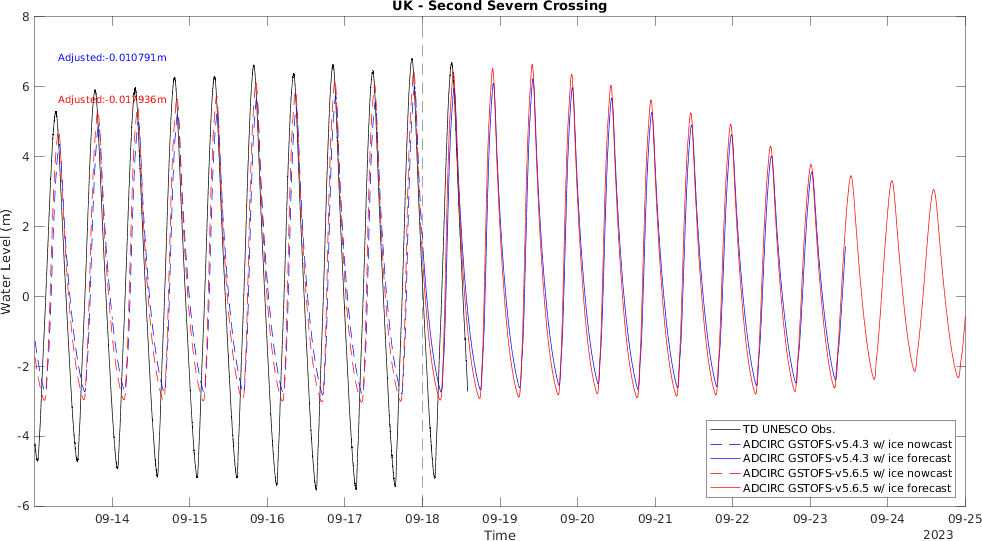 UK - Second Severn Crossing
8
6
4
2
0
-2
-4
-6
Water Level (m)
Adjusted:-0.010791m
Adjusted:-0.017936m
TD UNESCO Obs.
ADCIRC GSTOFS-v5.4.3 w/ ice nowcast
ADCIRC GSTOFS-v5.4.3 w/ ice forecast
ADCIRC GSTOFS-v5.6.5 w/ ice nowcast
ADCIRC GSTOFS-v5.6.5 w/ ice forecast
09-14 09-15 09-16 09-17 09-18 09-19 09-20 09-21 09-22 09-23 09-24 09-25
Time
2023